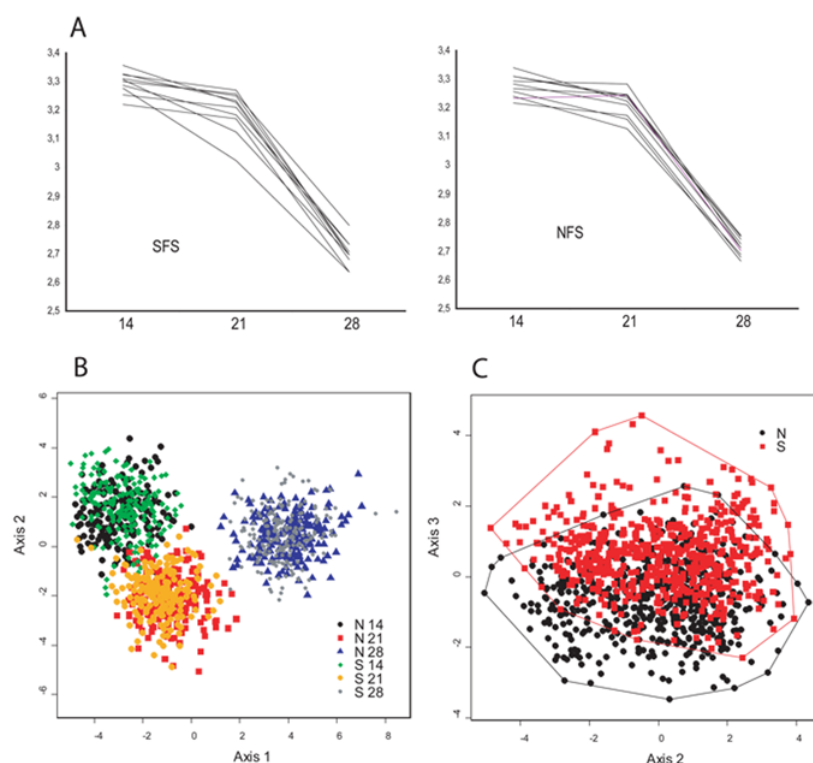 A
3,4
3,3
3,2
3,1
3
2,9
2,8
2,7
2,6
2,5
SFS
14 21 28
3,4
3,3
3,2
3,1
3
2,9
2,8
2,7
2,6
2,5
NFS
14 21 28
B
6
4
2
0
-2
-4
-6
Axis 2
N 14
N 21
N 28
S 14
S 21
S 28
-4 -2 0 2 4 6 8
Axis 1
C
4
2
0
-2
-4
Axis 3
N
S
-4 -2 0 2 4
Axis 2